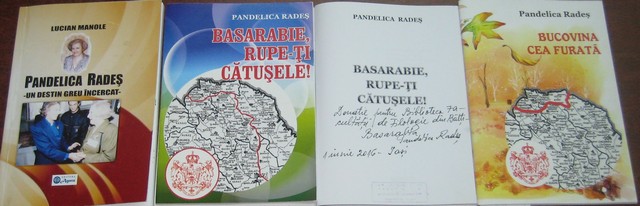 LUCIAN MANOLE
PANDELICA RADEȘ
-UN DESTIN GREU ÎNCERCAT-
PANDELICA RADEȘ
BASARABIE,
RUPE-ȚI
CĂTUȘELE!
PANDELICA RADEȘ
BASARABIE,
RUPE-ȚI
CĂTUȘELE!
Donație pentru Biblioteca Fa-
cultății de Filologie din Bălți
Basarabia
Pandelica Radeș
1 iunie 2016 - Iași
Pandelica Radeș
BUCOVINA
CEA FURATĂ